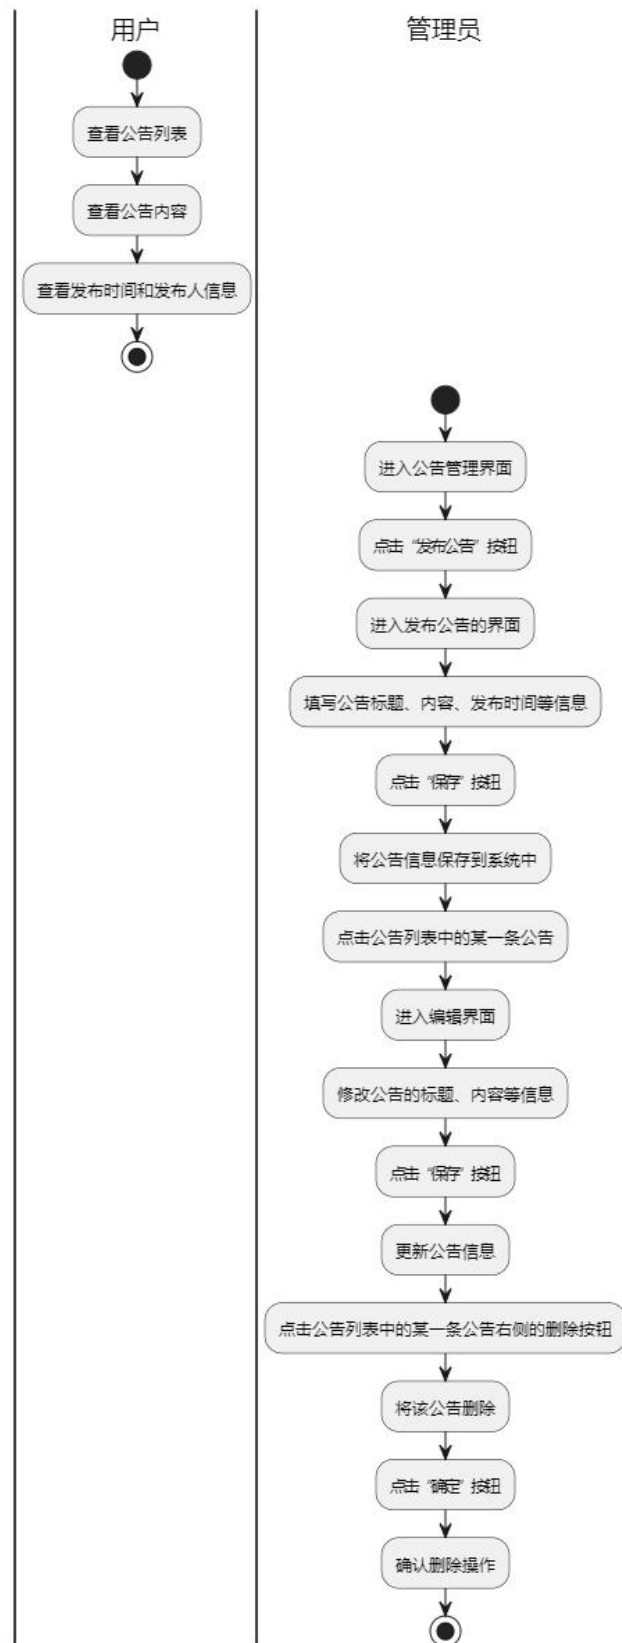 用户
管理员
查看公告列表
查看公告内容
查看发布时间和发布人信息
进入公告管理界面
点击“发布公告”按钮
进入发布公告的界面
填写公告标题、内容、发布时间等信息
点击“保存”按钮
将公告信息保存到系统中
点击公告列表中的某一条公告
进入编辑界面
修改公告的标题、内容等信息
点击“保存”按钮
更新公告信息
点击公告列表中的某一条公告右侧的删除按钮
将该公告删除
点击“确定”按钮
确认删除操作